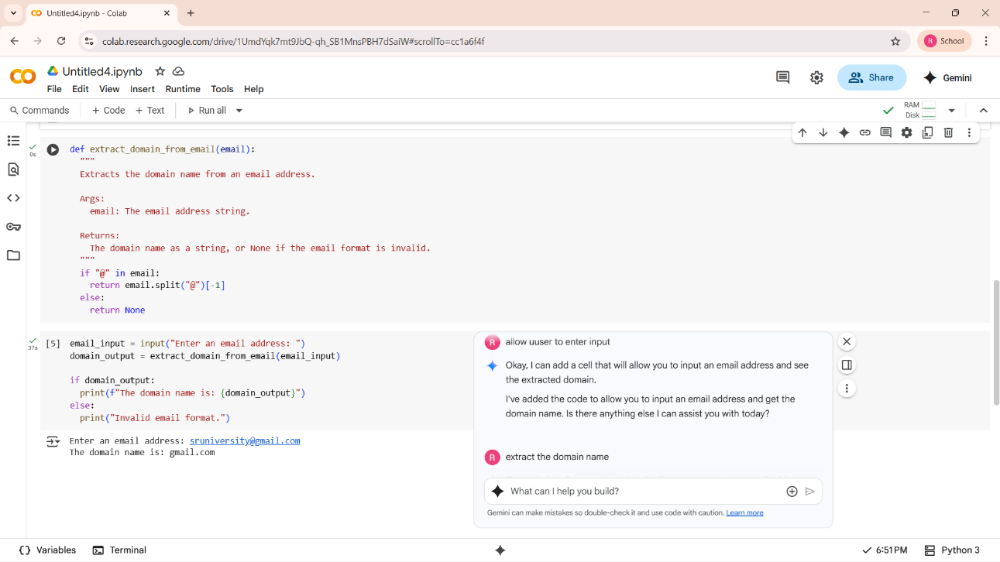 Untitled4.ipynb - Colab
colab.research.google.com/drive/1UmdYqk7mt9JbQ-qh_SB1MnsPBH7dSaiW#scrollTo=cc1a6f4f
R School
Untitled4.ipynb
File Edit View Insert Runtime Tools Help
Share
Gemini
Commands + Code + Text Run all
RAM
Disk
0s
def extract_domain_from_email(email):
"""
Extracts the domain name from an email address.
Args:
email: The email address string.
Returns:
The domain name as a string, or None if the email format is invalid.
"""
if "@" in email:
return email.split("@")[-1]
else:
return None
37s
[5] email_input = input("Enter an email address: ")
domain_output = extract_domain_from_email(email_input)
if domain_output:
print(f"The domain name is: {domain_output}")
else:
print("Invalid email format.")
Enter an email address: sruniversity@gmail.com
The domain name is: gmail.com
R allow uuser to enter input
Okay, I can add a cell that will allow you to input an email address and see
the extracted domain.
I've added the code to allow you to input an email address and get the
domain name. Is there anything else I can assist you with today?
R extract the domain name
What can I help you build?
Gemini can make mistakes so double-check it and use code with caution. Learn more
Variables Terminal
6:51 PM Python 3